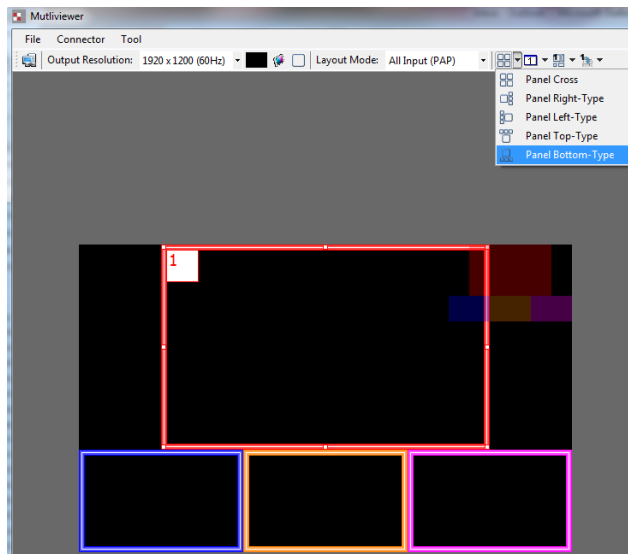 Mutliviewer
File Connector Tool
Output Resolution: 1920 x 1200 (60Hz) Layout Mode: All Input (PAP) 1
Panel Cross
Panel Right-Type
Panel Left-Type
Panel Top-Type
Panel Bottom-Type
1